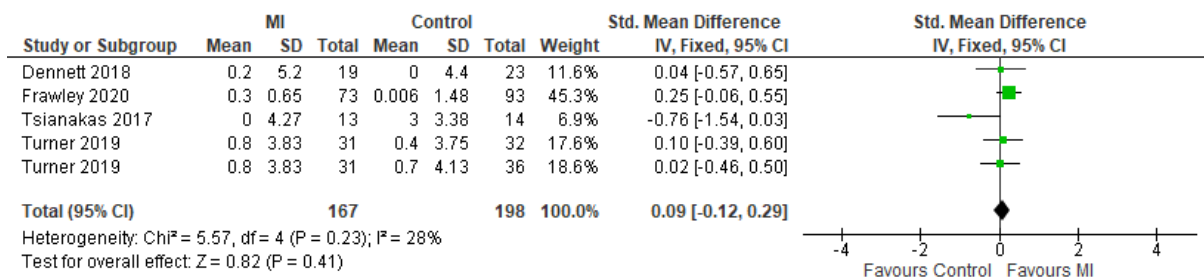 MI Control Std. Mean Difference Std. Mean Difference
Study or Subgroup Mean SD Total Mean SD Total Weight IV, Fixed, 95% CI IV, Fixed, 95% CI
Dennett 2018 0.2 5.2 19 0 4.4 23 11.6% 0.04 [-0.57, 0.65]
Frawley 2020 0.3 0.65 73 0.006 1.48 93 45.3% 0.25 [-0.06, 0.55]
Tsianakas 2017 0 4.27 13 3 3.38 14 6.9% -0.76 [-1.54, 0.03]
Turner 2019 0.8 3.83 31 0.4 3.75 32 17.6% 0.10 [-0.39, 0.60]
Turner 2019 0.8 3.83 31 0.7 4.13 36 18.6% 0.02 [-0.46, 0.50]
Total (95% CI) 167 198 100.0% 0.09 [-0.12, 0.29]
Heterogeneity: Chi² = 5.57, df = 4 (P = 0.23); I² = 28%
Test for overall effect: Z = 0.82 (P = 0.41)
-4 -2 0 2 4
Favours Control Favours MI